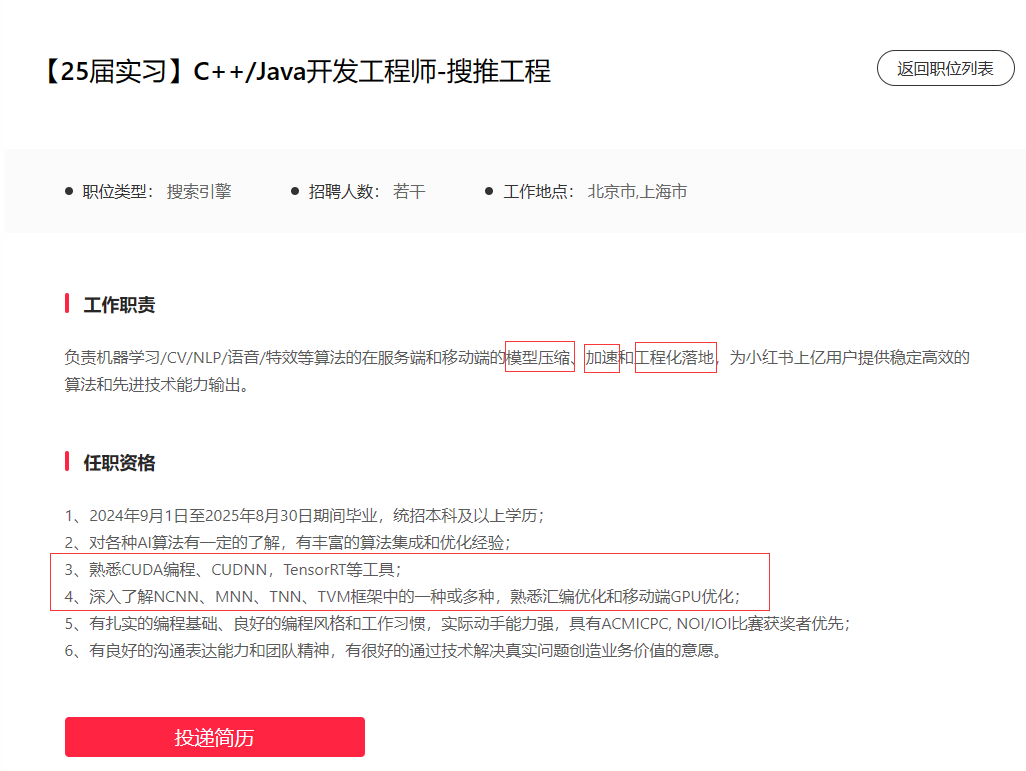 【25届实习】C++/Java开发工程师-搜推工程
返回职位列表
职位类型： 搜索引擎
招聘人数： 若干
工作地点： 北京市,上海市
工作职责
负责机器学习/CV/NLP/语音/特效等算法的在服务端和移动端的模型压缩、加速和工程化落地，为小红书上亿用户提供稳定高效的
算法和先进技术能力输出。
任职资格
1、2024年9月1日至2025年8月30日期间毕业，统招本科及以上学历；
2、对各种AI算法有一定的了解，有丰富的算法集成和优化经验；
3、熟悉CUDA编程、CUDNN，TensorRT等工具；
4、深入了解NCNN、MNN、TNN、TVM框架中的一种或多种，熟悉汇编优化和移动端GPU优化；
5、有扎实的编程基础、良好的编程风格和工作习惯，实际动手能力强，具有ACMICPC, NOI/IOI比赛获奖者优先；
6、有良好的沟通表达能力和团队精神，有很好的通过技术解决真实问题创造业务价值的意愿。
投递简历